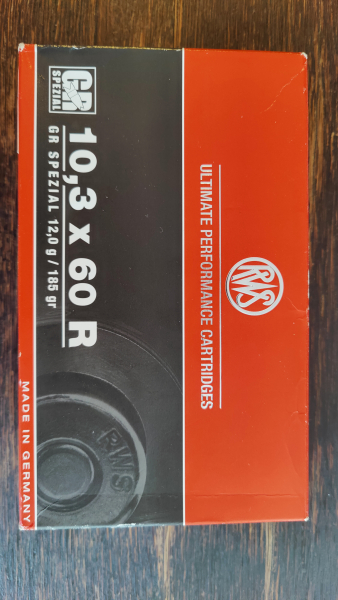 RWS
ULTIMATE PERFORMANCE CARTRIDGES
GR
SPEZIAL
10,3 x 60 R
GR SPEZIAL 12,0 g / 185 gr
RWS
MADE IN GERMANY